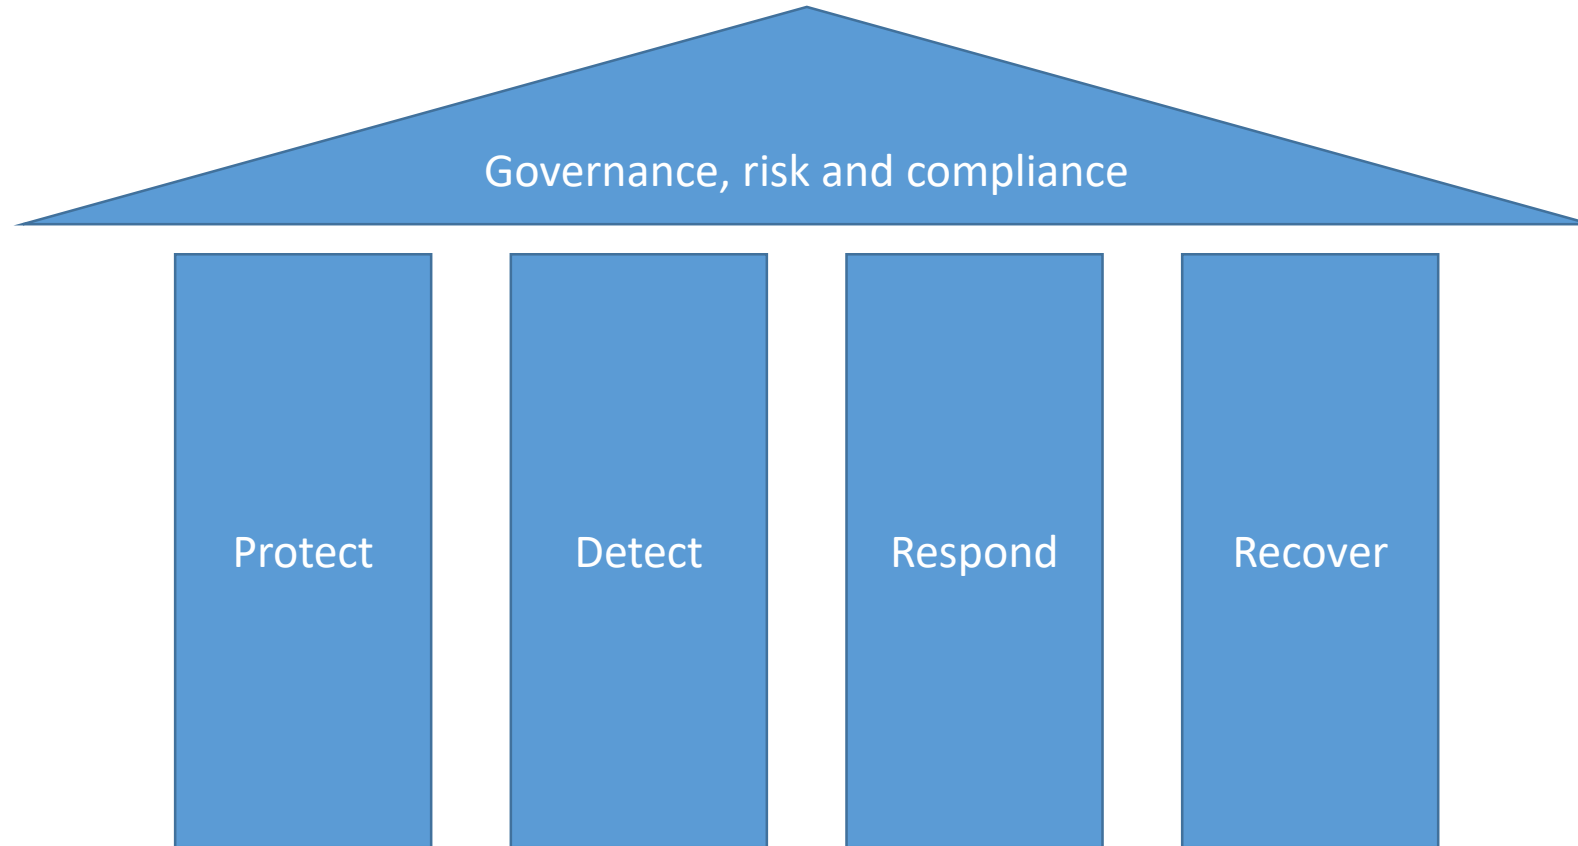 Governance, risk and compliance
Protect
Detect
Respond
Recover